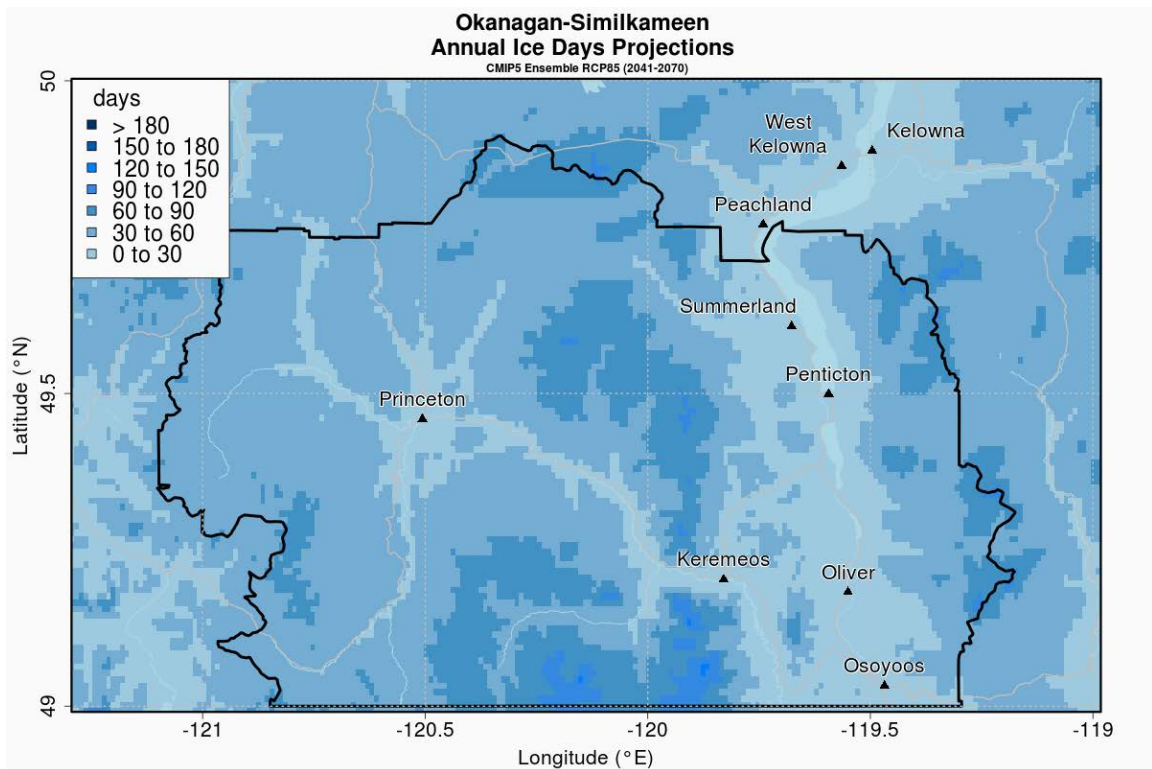 Okanagan-Similkameen
Annual Ice Days Projections
CMIP5 Ensemble RCP85 (2041-2070)
days
> 180
150 to 180
120 to 150
90 to 120
60 to 90
30 to 60
0 to 30
West
Kelowna
Kelowna
Peachland
Summerland
Penticton
Princeton
Keremeos
Oliver
Osoyoos
50
49.5
49
Latitude (°N)
-121
-120.5
-120
-119.5
-119
Longitude (°E)